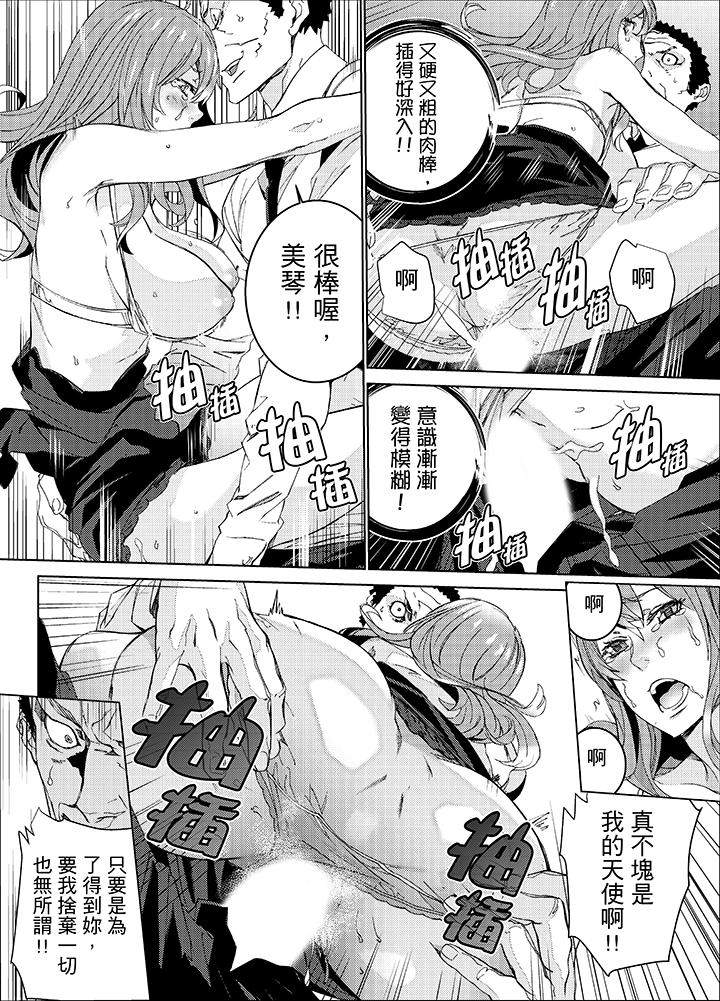 又硬又粗的肉棒，
插得好深入!!
啊
抽插
抽插
啊
很棒喔，
美琴!!
抽插
抽插
意識漸漸
變得模糊！
抽插
抽插
啊
啊
真不塊是
我的天使啊!!
抽插
抽插
只要是為
了得到妳，
要我捨棄一切
也無所謂!!